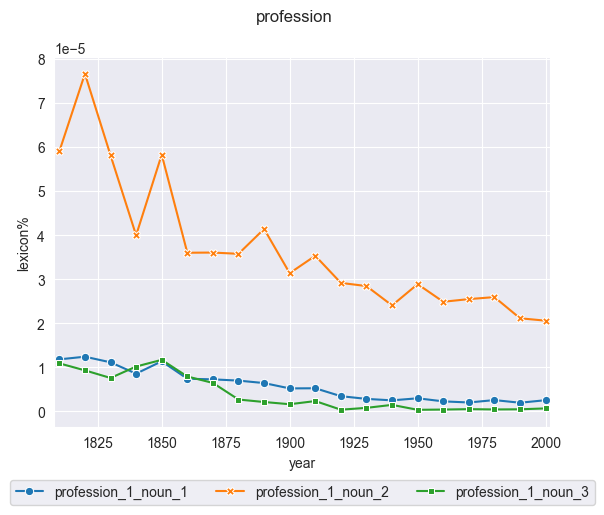 profession
1e−5
8
7
6
5
4
3
2
1
0
lexicon%
1825 1850 1875 1900 1925 1950 1975 2000
year
profession_1_noun_1 profession_1_noun_2 profession_1_noun_3